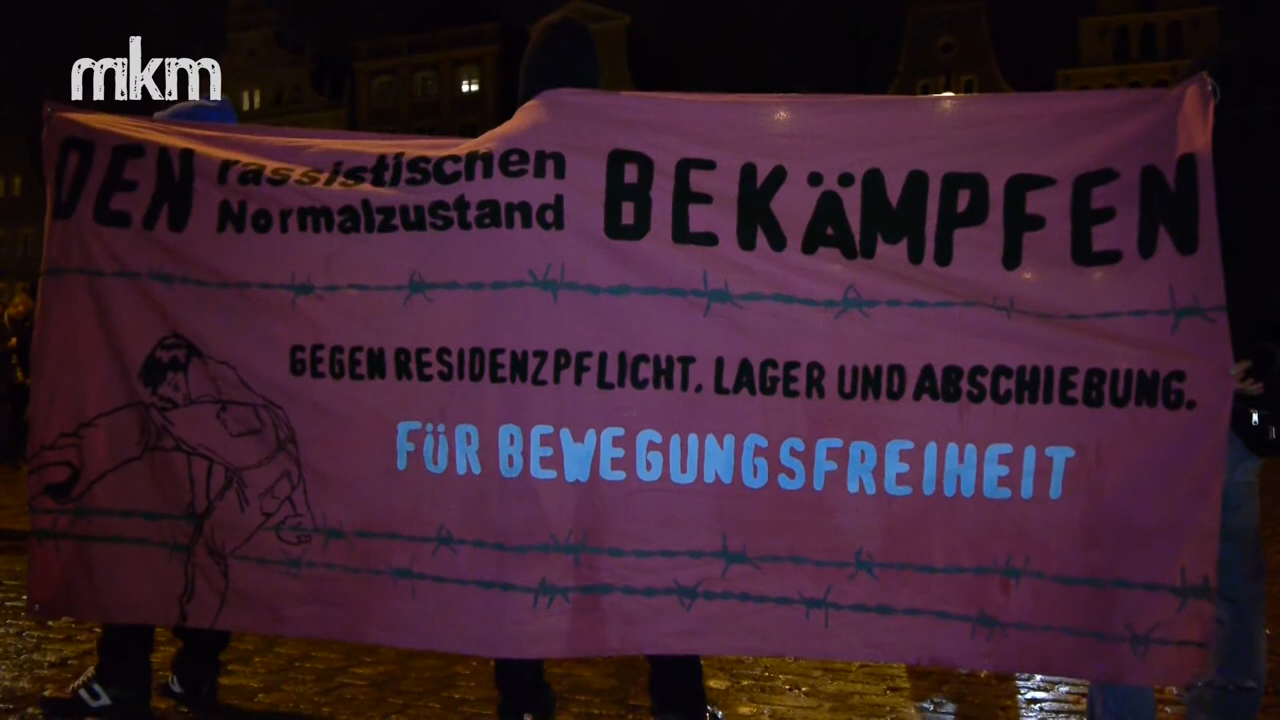 mkm
DEN rassistischen Normalzustand BEKÄMPFEN
GEGEN RESIDENZPFLICHT, LAGER UND ABSCHIEBUNG.
FÜR BEWEGUNGSFREIHEIT